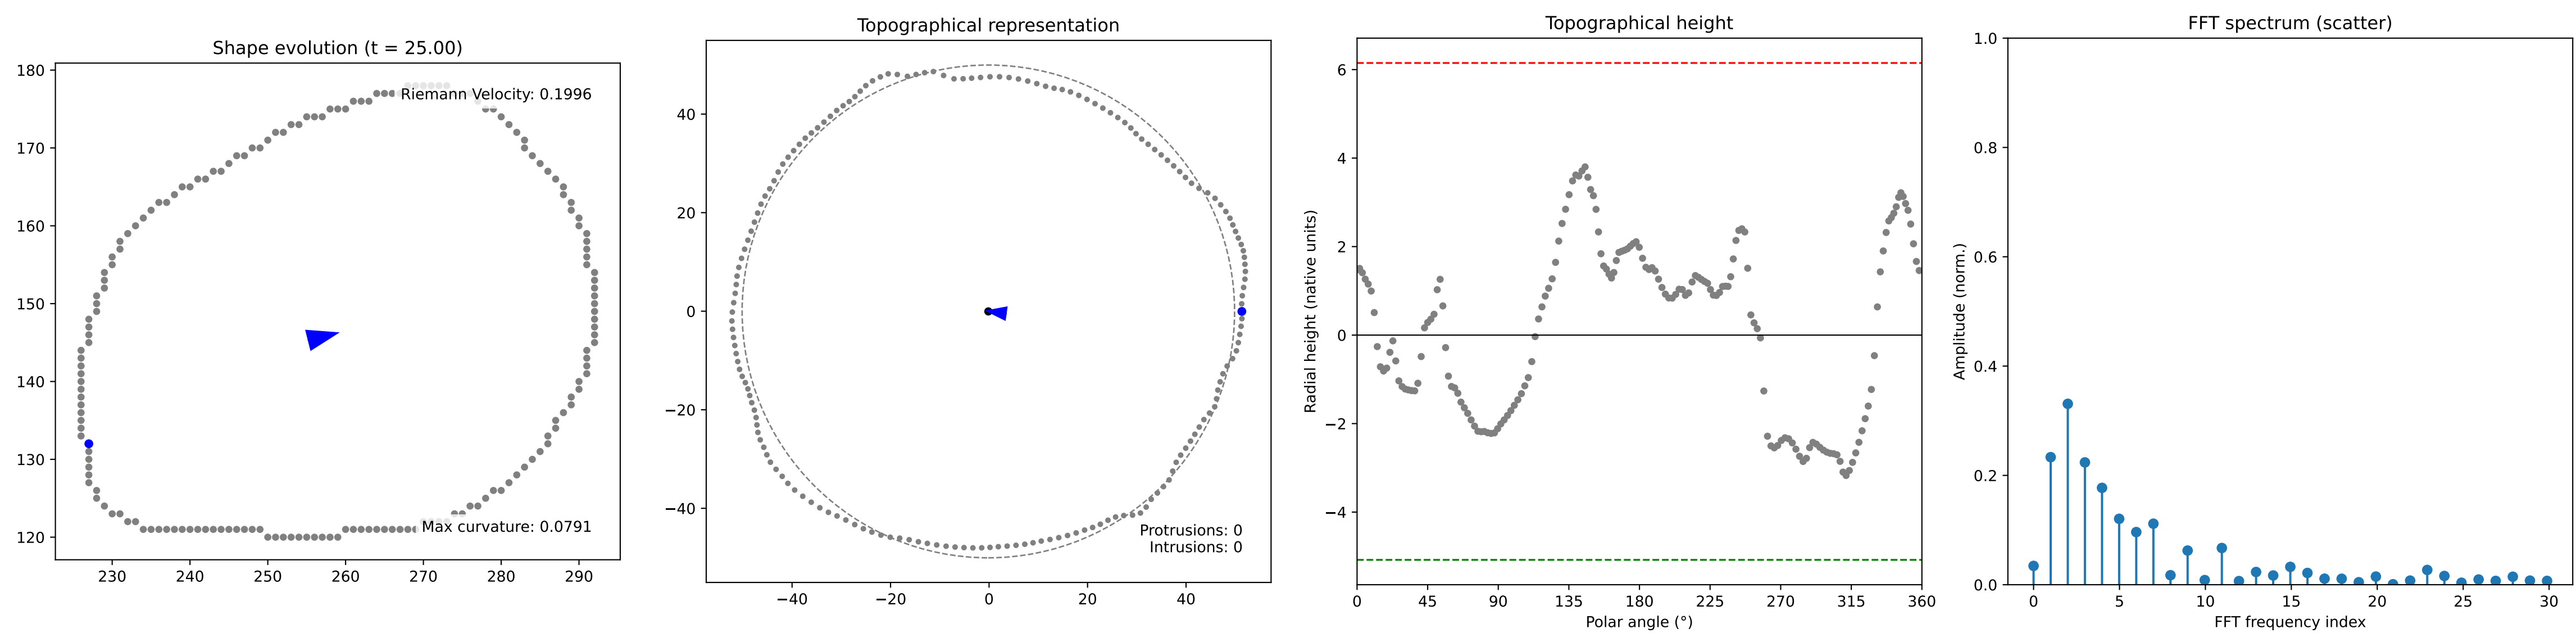 Shape evolution (t = 25.00)
180
170
160
150
140
130
120
230 240 250 260 270 280 290
Riemann Velocity: 0.1996
Max curvature: 0.0791
Topographical representation
40
20
0
−20
−40
−40 −20 0 20 40
Protrusions: 0
Intrusions: 0
Topographical height
Radial height (native units)
6
4
2
0
−2
−4
0 45 90 135 180 225 270 315 360
Polar angle (°)
FFT spectrum (scatter)
Amplitude (norm.)
1.0
0.8
0.6
0.4
0.2
0.0
0 5 10 15 20 25 30
FFT frequency index